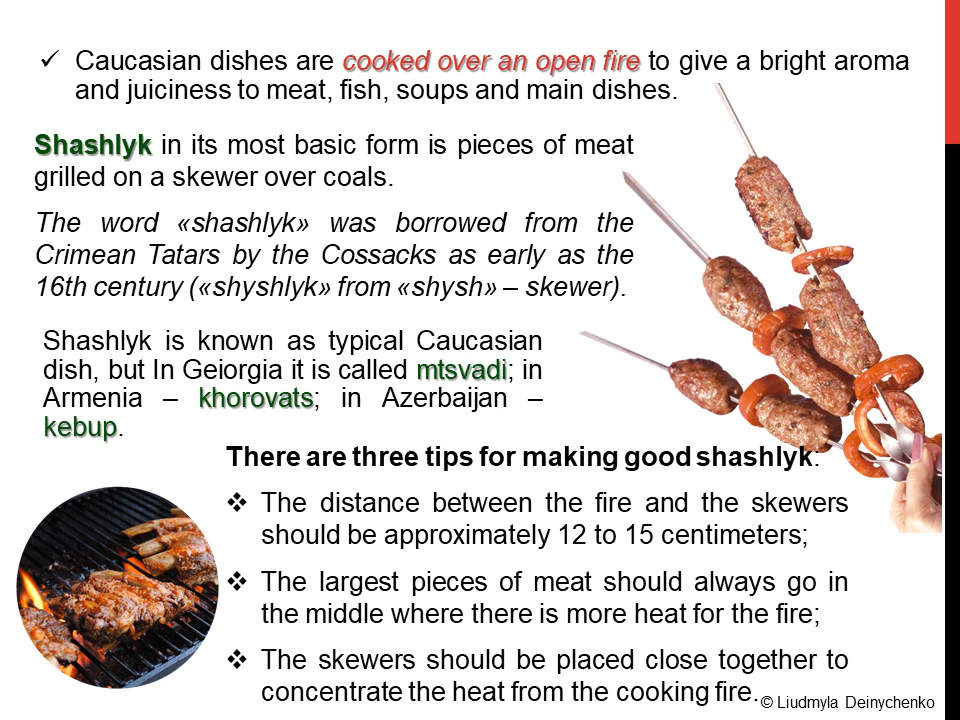 ✓ Caucasian dishes are cooked over an open fire to give a bright aroma
and juiciness to meat, fish, soups and main dishes.
Shashlyk in its most basic form is pieces of meat
grilled on a skewer over coals.
The word «shashlyk» was borrowed from the
Crimean Tatars by the Cossacks as early as the
16th century («shyshlyk» from «shysh» – skewer).
Shashlyk is known as typical Caucasian
dish, but In Geiorgia it is called mtsvadi; in
Armenia – khorovats; in Azerbaijan –
kebup.
There are three tips for making good shashlyk:
❖ The distance between the fire and the skewers
should be approximately 12 to 15 centimeters;
❖ The largest pieces of meat should always go in
the middle where there is more heat for the fire;
❖ The skewers should be placed close together to
concentrate the heat from the cooking fire.
© Liudmyla Deinychenko